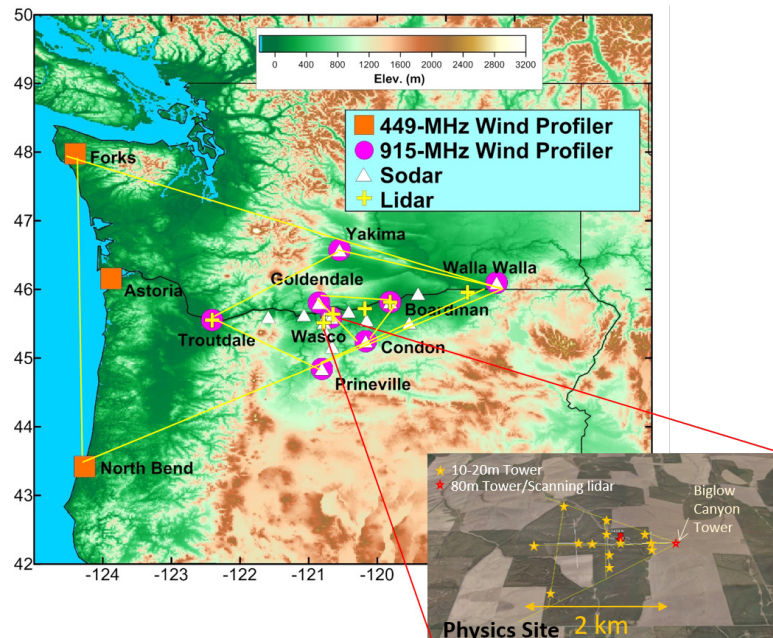 50
49
48
47
46
45
44
43
42
-124
-123
-122
-121
-120
0
400
800
1200
1600
2000
2400
2800
3200
Elev. (m)
449-MHz Wind Profiler
915-MHz Wind Profiler
Sodar
Lidar
Forks
Yakima
Walla Walla
Goldendale
Astoria
Boardman
Troutdale
Wasco
Condon
Prineville
North Bend
10-20m Tower
80m Tower/Scanning lidar
Biglow
Canyon
Tower
2 km
Physics Site